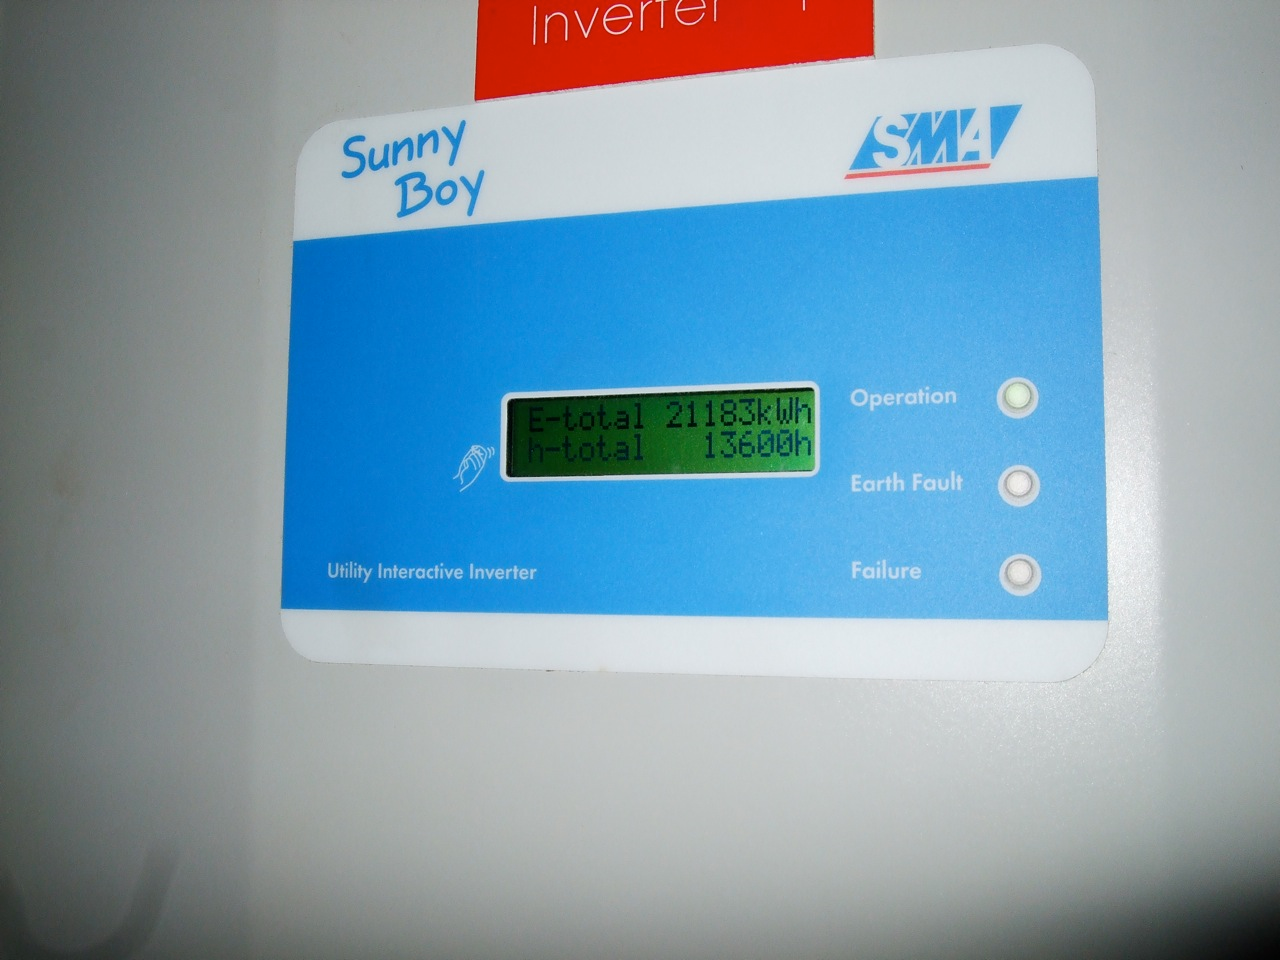 Inverter
Sunny
Boy
SMA
E-total 21183kWh
h-total 13600h
Operation
Earth Fault
Failure
Utility Interactive Inverter